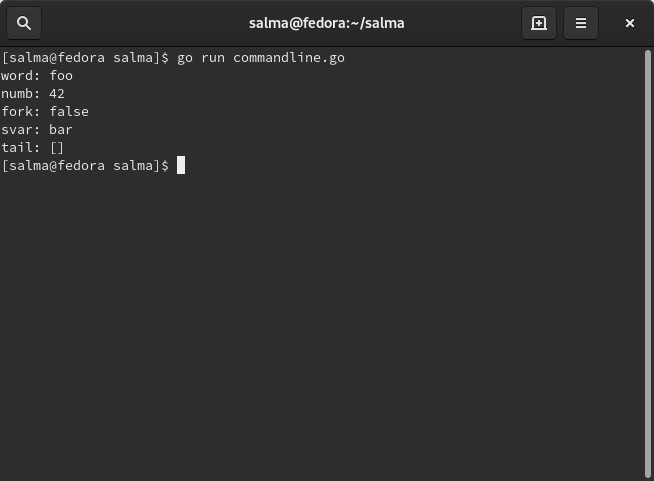 salma@fedora:~/salma
[salma@fedora salma]$ go run commandline.go
word: foo
numb: 42
fork: false
svar: bar
tail: []
[salma@fedora salma]$